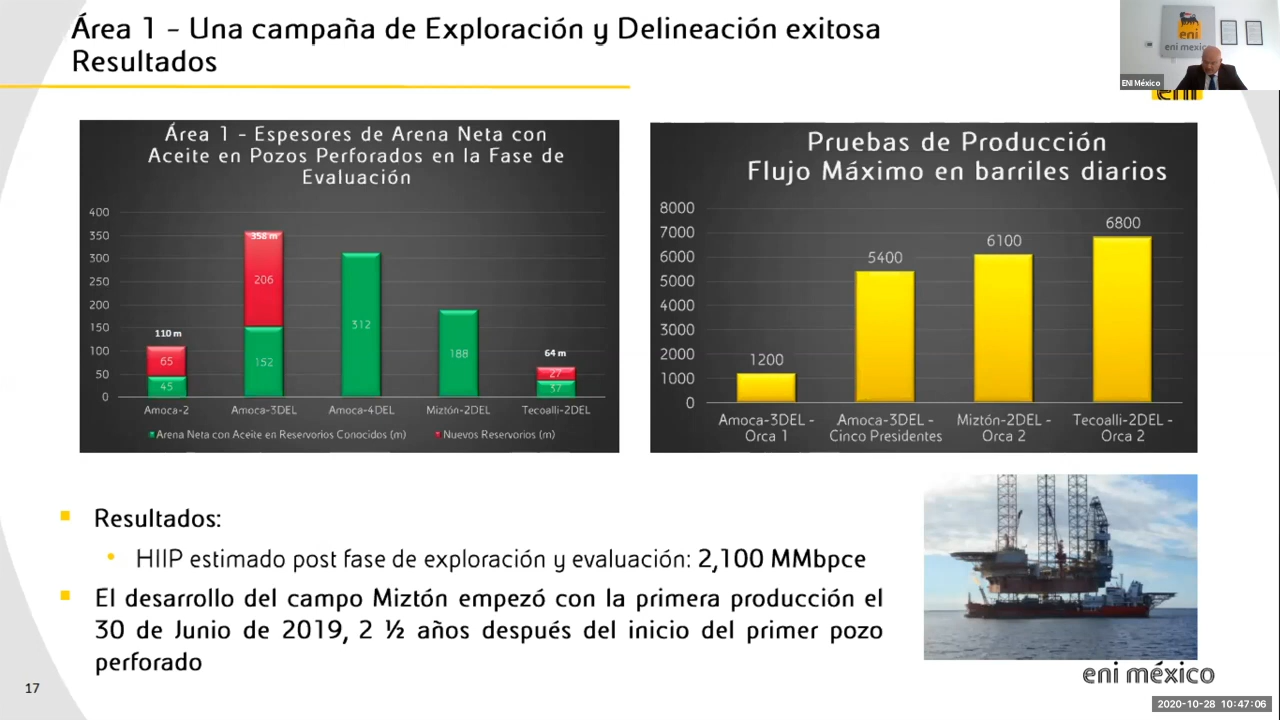 Área 1 - Una campaña de Exploración y Delineación exitosa
Resultados
eni
eni méxico
ENI México
eni
Área 1 - Espesores de Arena Neta con
Aceite en Pozos Perforados en la Fase de
Evaluación
400
350
300
250
200
150
100
50
0
110 m
65
45
358 m
206
152
312
188
64 m
27
37
Amoca-2
Amoca-3DEL
Amoca-4DEL
Miztón-2DEL
Tecoalli-2DEL
Arena Neta con Aceite en Reservorios Conocidos (m)
Nuevos Reservorios (m)
Pruebas de Producción
Flujo Máximo en barriles diarios
8000
7000
6000
5000
4000
3000
2000
1000
0
1200
5400
6100
6800
Amoca-3DEL -
Orca 1
Amoca-3DEL -
Cinco Presidentes
Miztón-2DEL -
Orca 2
Tecoalli-2DEL -
Orca 2
Resultados:
HIIP estimado post fase de exploración y evaluación: 2,100 MMbpce
El desarrollo del campo Miztón empezó con la primera producción el
30 de Junio de 2019, 2 ½ años después del inicio del primer pozo
perforado
eni méxico
17
2020-10-28 10:47:06